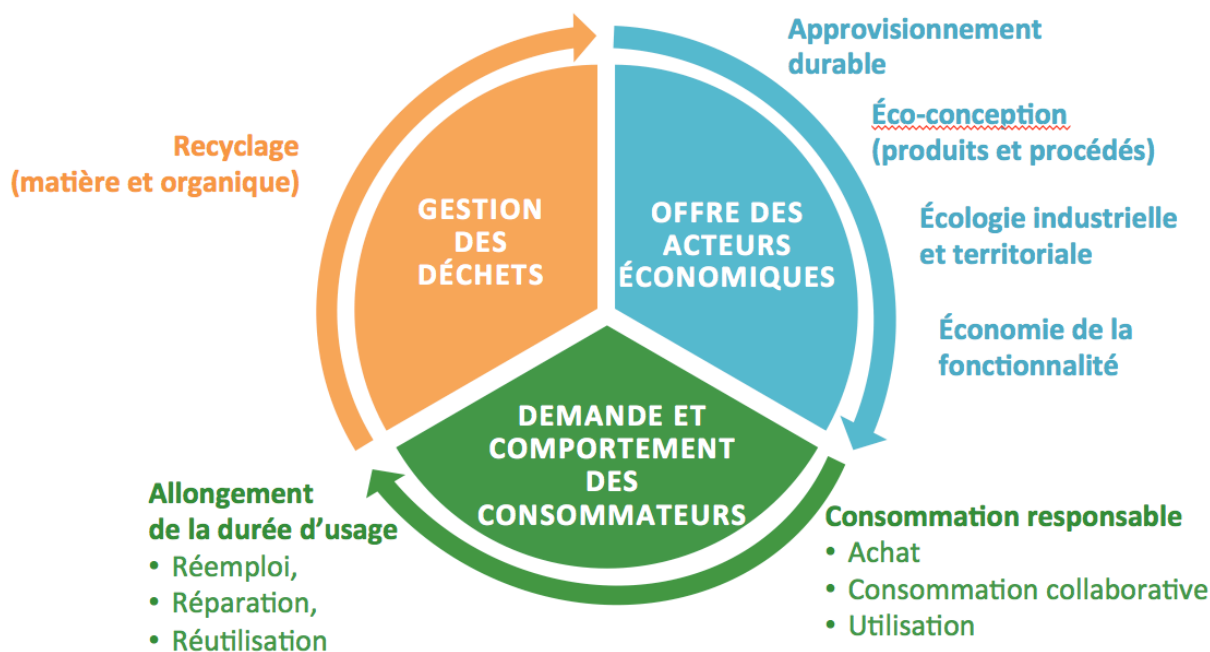 Approvisionnement
durable
Éco-conception
(produits et procédés)
Écologie industrielle
et territoriale
Économie de la
fonctionnalité
OFFRE DES
ACTEURS
ÉCONOMIQUES
Consommation responsable
• Achat
• Consommation collaborative
• Utilisation
DEMANDE ET
COMPORTEMENT
DES
CONSOMMATEURS
Allongement
de la durée d’usage
• Réemploi,
• Réparation,
• Réutilisation
Recyclage
(matière et organique)
GESTION
DES
DÉCHETS